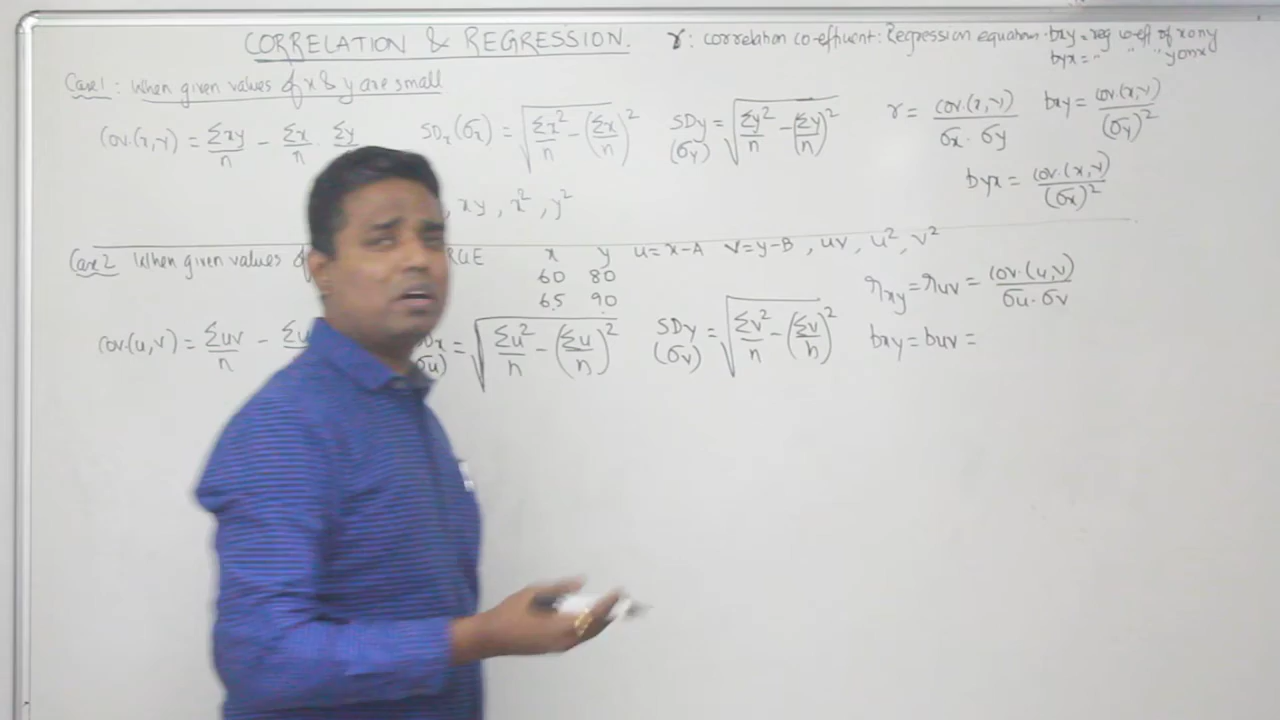 CORRELATION & REGRESSION.
r : correlation co-effiuent : Regression equations. bxy = reg co-eff of x on y
byx = " " " y on x
Case 1 : When given values of x & y are small
Cov.(x,y) = Σxy/n - Σx/n . Σy
SDx (σx) = √(Σx²/n - (Σx/n)²)
SDy (σy) = √(Σy²/n - (Σy/n)²)
r = cov.(x,y)/σx . σy
bxy = cov.(x,y)/(σy)²
byx = cov.(x,y)/(σx)²
, xy , x² , y²
Case 2 When given values of RGE
x y u = x-A v = y-B , uv , u² , v²
60 80
65 90
cov.(u,v) = Σuv/n - Σu
Dx (σu) = √(Σu²/n - (Σu/n)²)
SDy (σv) = √(Σv²/n - (Σv/n)²)
rxy = ruv = cov.(u,v)/σu . σv
bxy = buv =